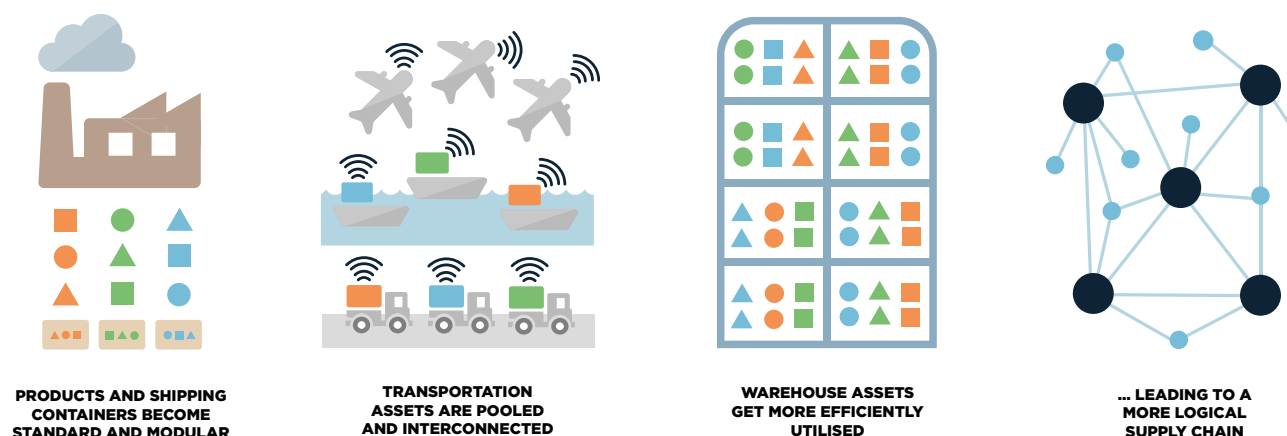 PRODUCTS AND SHIPPING
CONTAINERS BECOME
STANDARD AND MODULAR
TRANSPORTATION
ASSETS ARE POOLED
AND INTERCONNECTED
WAREHOUSE ASSETS
GET MORE EFFICIENTLY
UTILISED
... LEADING TO A
MORE LOGICAL
SUPPLY CHAIN